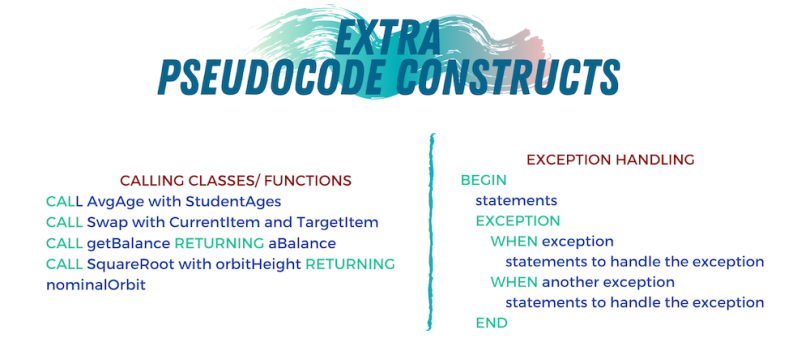 EXTRA
PSEUDOCODE CONSTRUCTS
CALLING CLASSES/ FUNCTIONS
CALL AvgAge with StudentAges
CALL Swap with CurrentItem and TargetItem
CALL getBalance RETURNING aBalance
CALL SquareRoot with orbitHeight RETURNING
nominalOrbit
EXCEPTION HANDLING
BEGIN
statements
EXCEPTION
WHEN exception
statements to handle the exception
WHEN another exception
statements to handle the exception
END